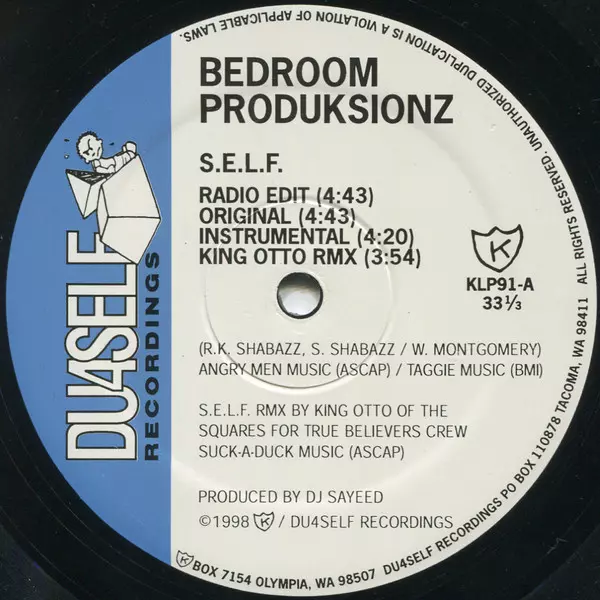 BEDROOM
PRODUKSIONZ
S.E.L.F.
RADIO EDIT (4:43)
ORIGINAL (4:43)
INSTRUMENTAL (4:20)
KING OTTO RMX (3:54)
K
KLP91-A
33 1/3
DU4SELF
RECORDINGS
(R.K. SHABAZZ, S. SHABAZZ / W. MONTGOMERY)
ANGRY MEN MUSIC (ASCAP) / TAGGIE MUSIC (BMI)
S.E.L.F. RMX BY KING OTTO OF THE
SQUARES FOR TRUE BELIEVERS CREW
SUCK-A-DUCK MUSIC (ASCAP)
PRODUCED BY DJ SAYEED
©1998 K / DU4SELF RECORDINGS
K BOX 7154 OLYMPIA, WA 98507 DU4SELF RECORDINGS PO BOX 110878 TACOMA, WA 98411 ALL RIGHTS RESERVED. UNAUTHORIZED DUPLICATION IS A VIOLATION OF APPLICABLE LAWS.